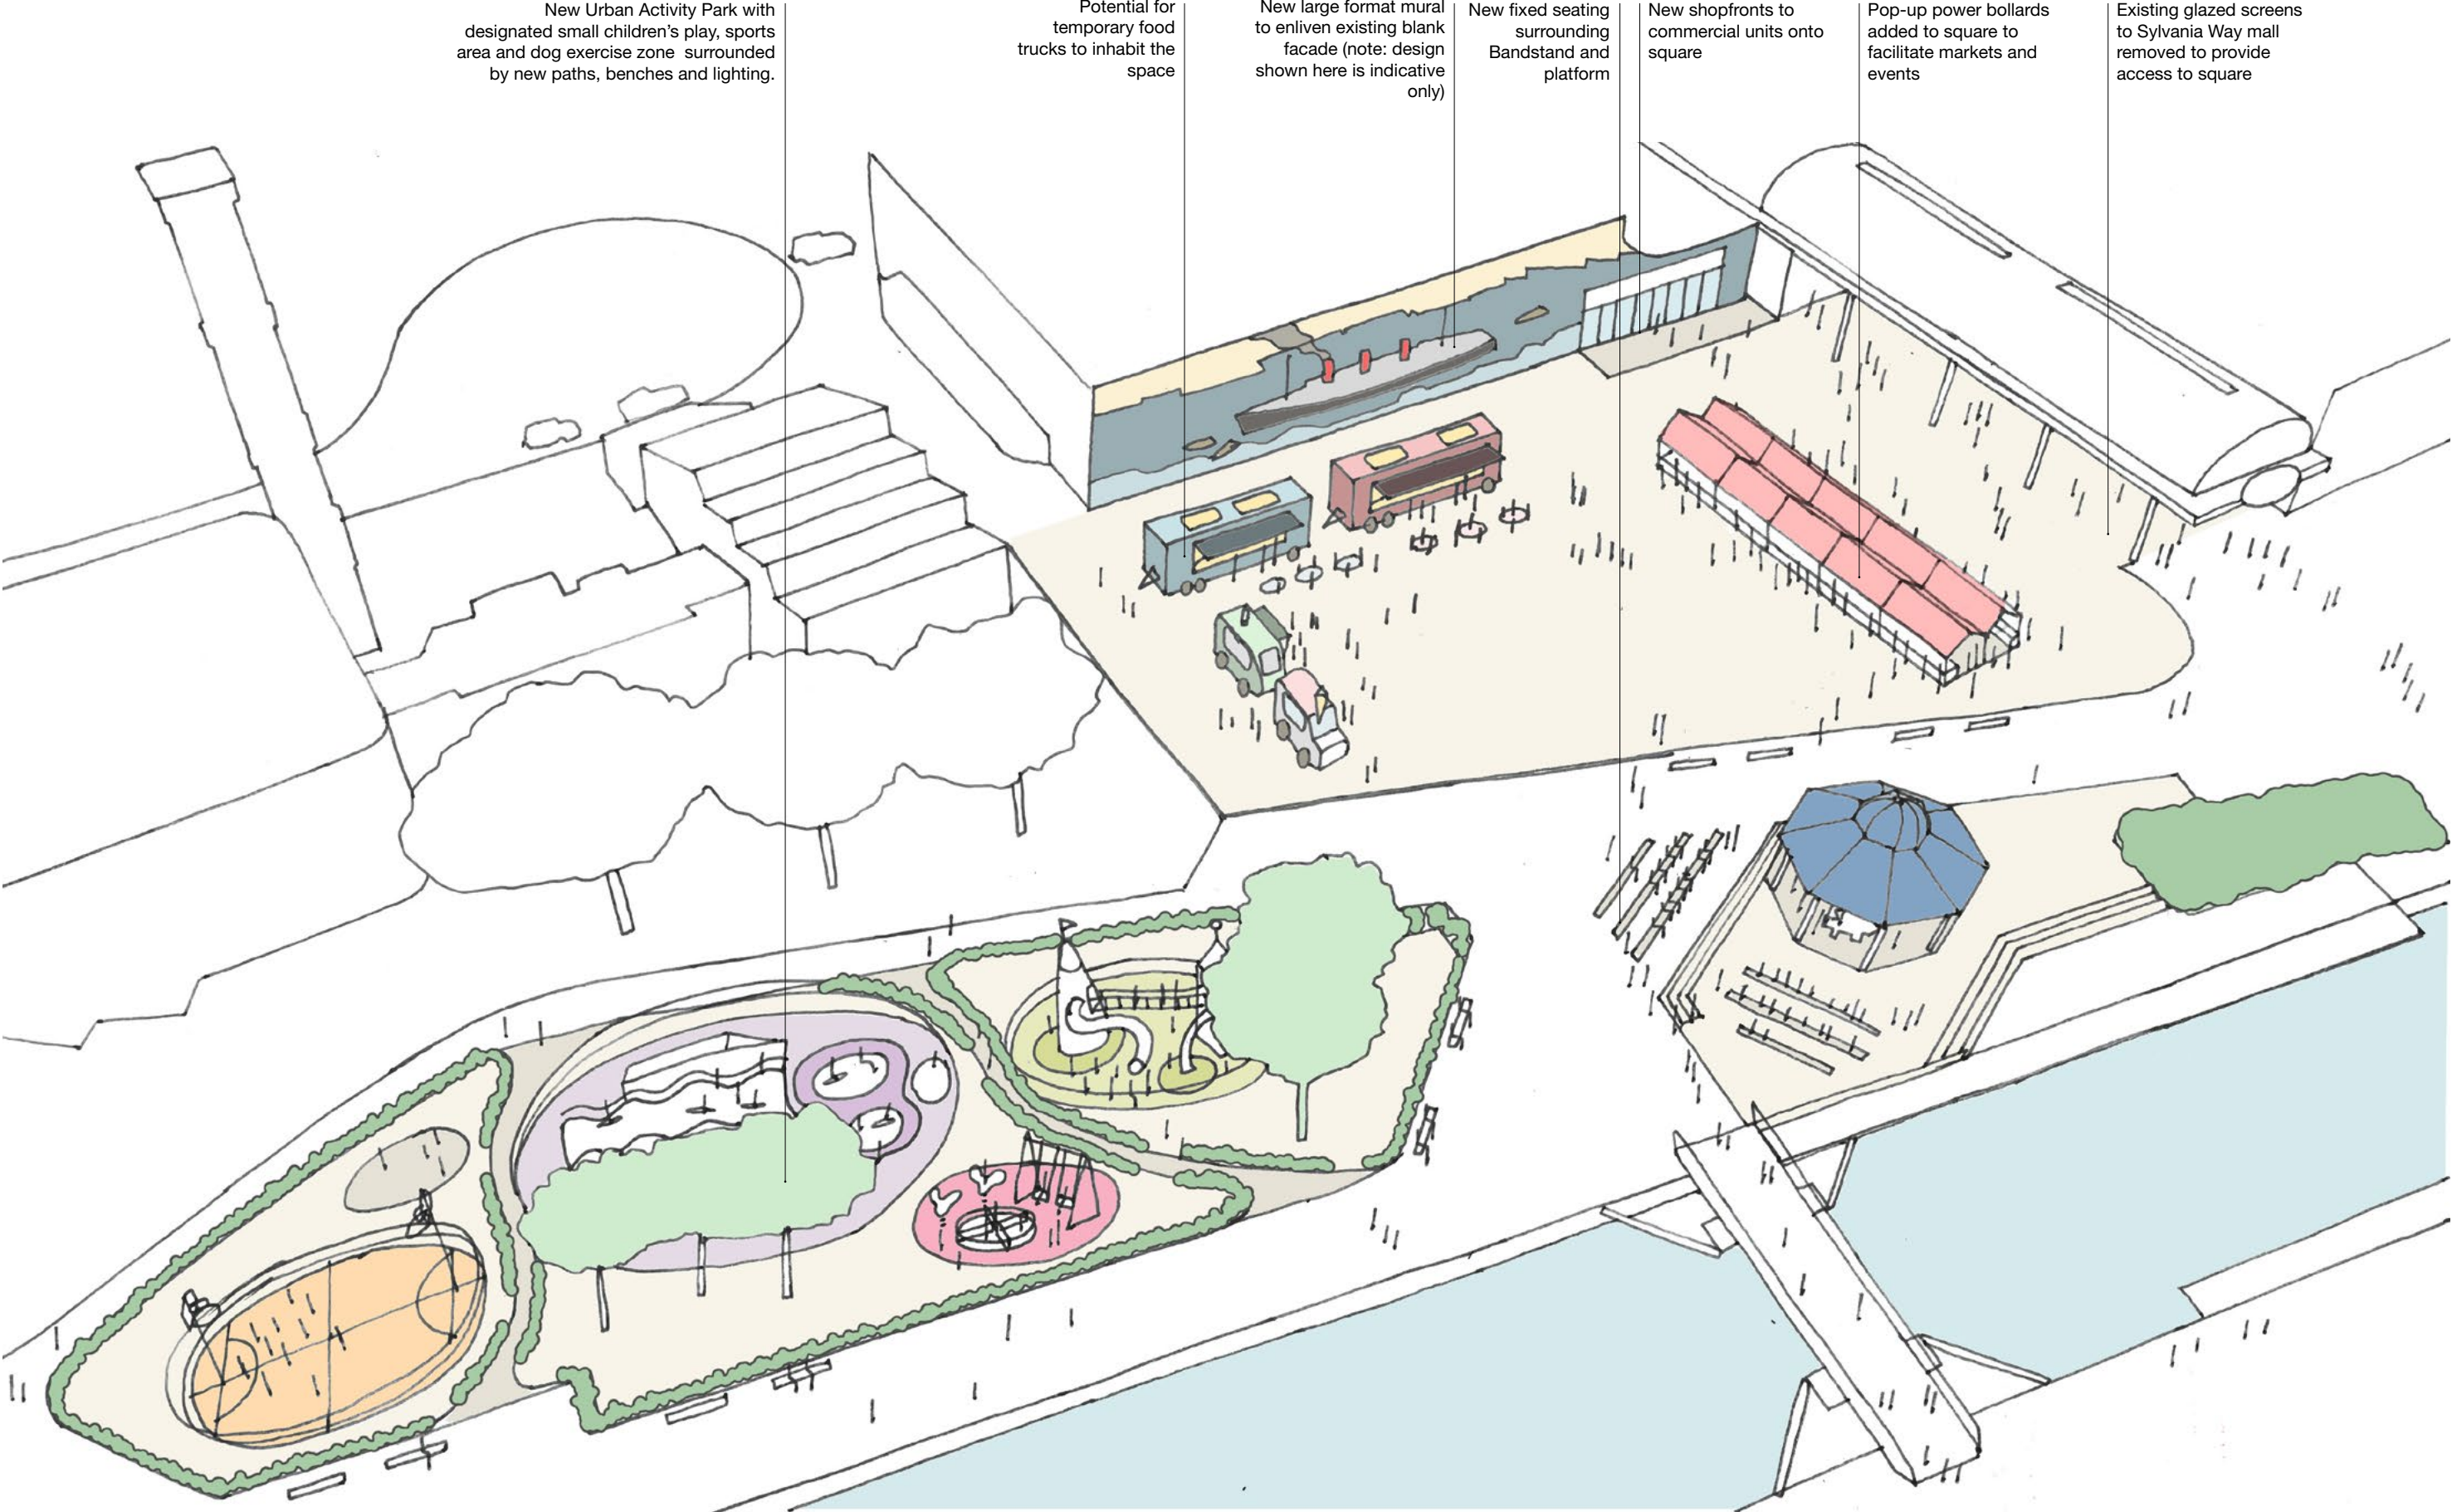 New Urban Activity Park with
designated small children's play, sports
area and dog exercise zone  surrounded
by new paths, benches and lighting.
Potential for
temporary food
trucks to inhabit the
space
New large format mural
to enliven existing blank
facade (note: design
shown here is indicative
only)
New fixed seating
surrounding
Bandstand and
platform
New shopfronts to
commercial units onto
square
Pop-up power bollards
added to square to
facilitate markets and
events
Existing glazed screens
to Sylvania Way mall
removed to provide
access to square